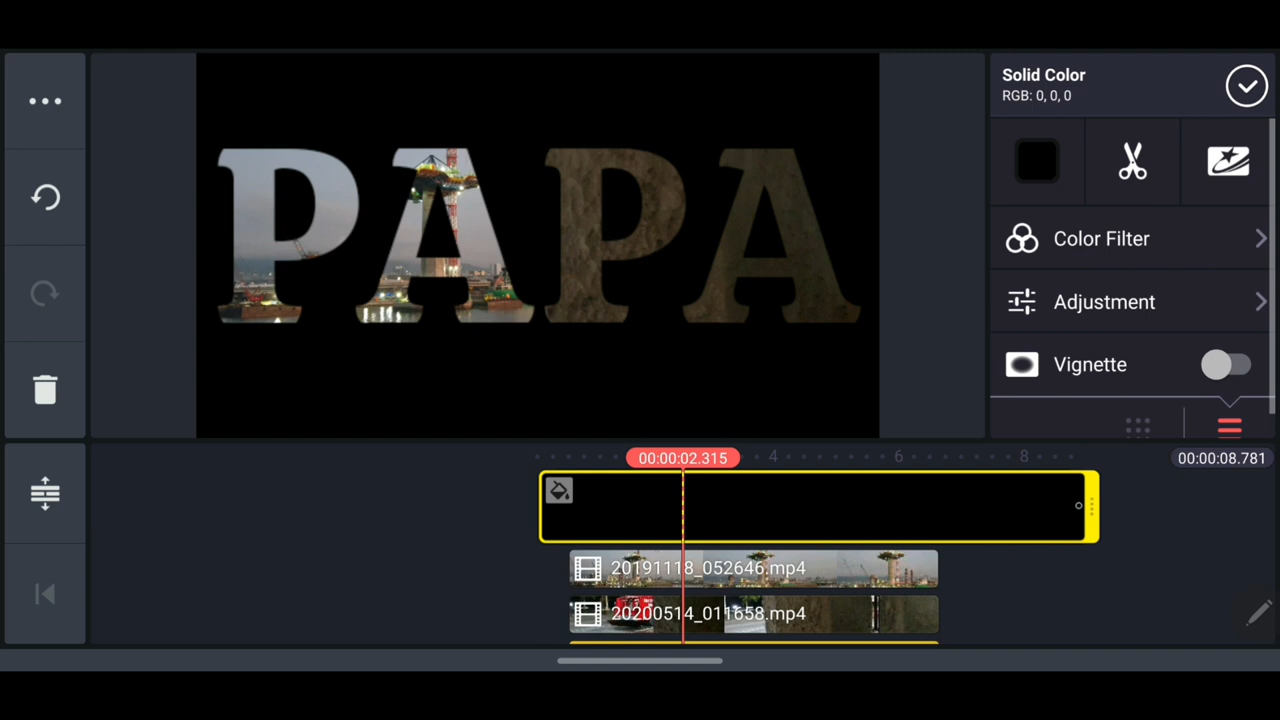 Solid Color
RGB: 0, 0, 0
PAPA
Color Filter
Adjustment
Vignette
00:00:02.315
4
6
8
00:00:08.781
20191118_052646.mp4
20200514_011658.mp4